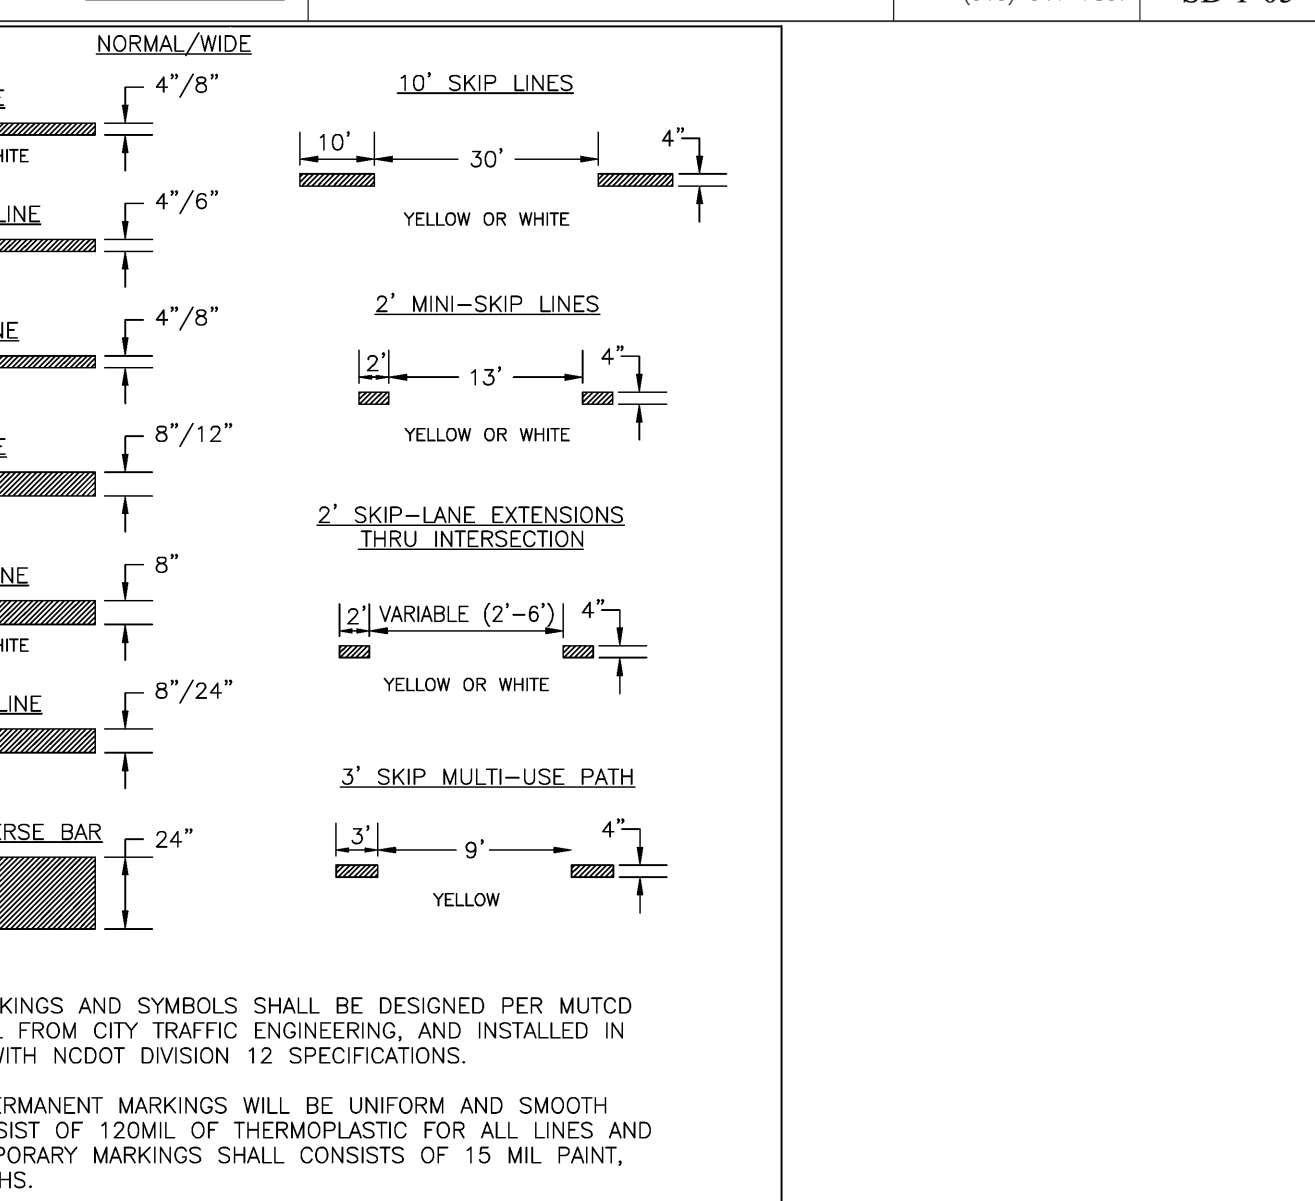 NORMAL/WIDE
4"/8"
HITE
LINE
4"/6"
NE
4"/8"
8"/12"
NE
8"
HITE
LINE
8"/24"
ERSE BAR
24"
10' SKIP LINES
10'
30'
4"
YELLOW OR WHITE
2' MINI-SKIP LINES
2'
13'
4"
YELLOW OR WHITE
2' SKIP-LANE EXTENSIONS
THRU INTERSECTION
2'
VARIABLE (2'-6')
4"
YELLOW OR WHITE
3' SKIP MULTI-USE PATH
3'
9'
4"
YELLOW
KINGS AND SYMBOLS SHALL BE DESIGNED PER MUTCD
FROM CITY TRAFFIC ENGINEERING, AND INSTALLED IN
WITH NCDOT DIVISION 12 SPECIFICATIONS.
ERMANENT MARKINGS WILL BE UNIFORM AND SMOOTH
SIST OF 120MIL OF THERMOPLASTIC FOR ALL LINES AND
PORARY MARKINGS SHALL CONSISTS OF 15 MIL PAINT,
HS.